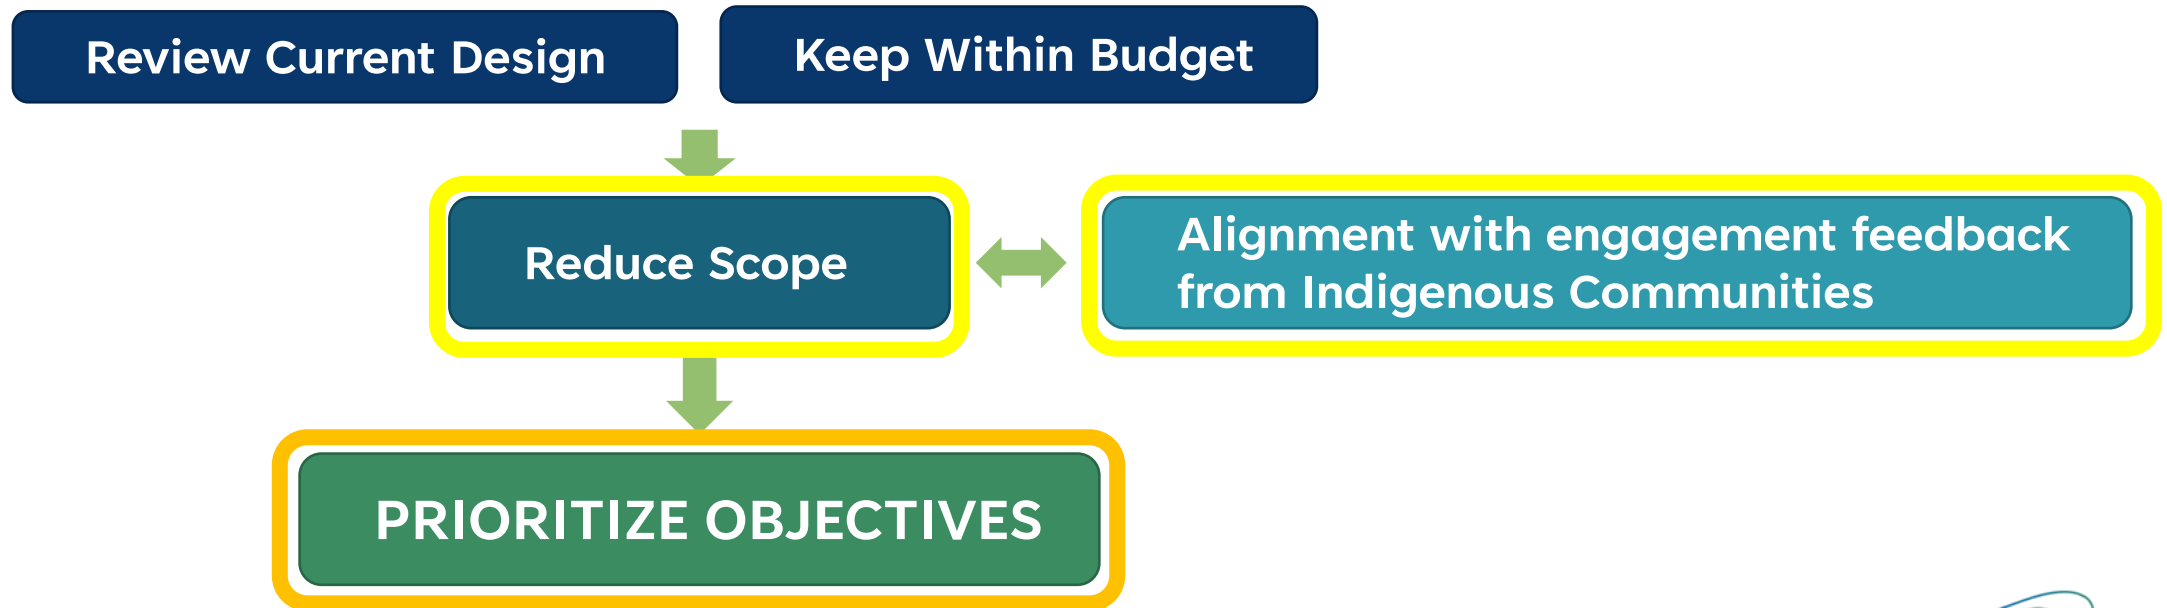 Review Current Design
Keep Within Budget
Reduce Scope
Alignment with engagement feedback
from Indigenous Communities
PRIORITIZE OBJECTIVES